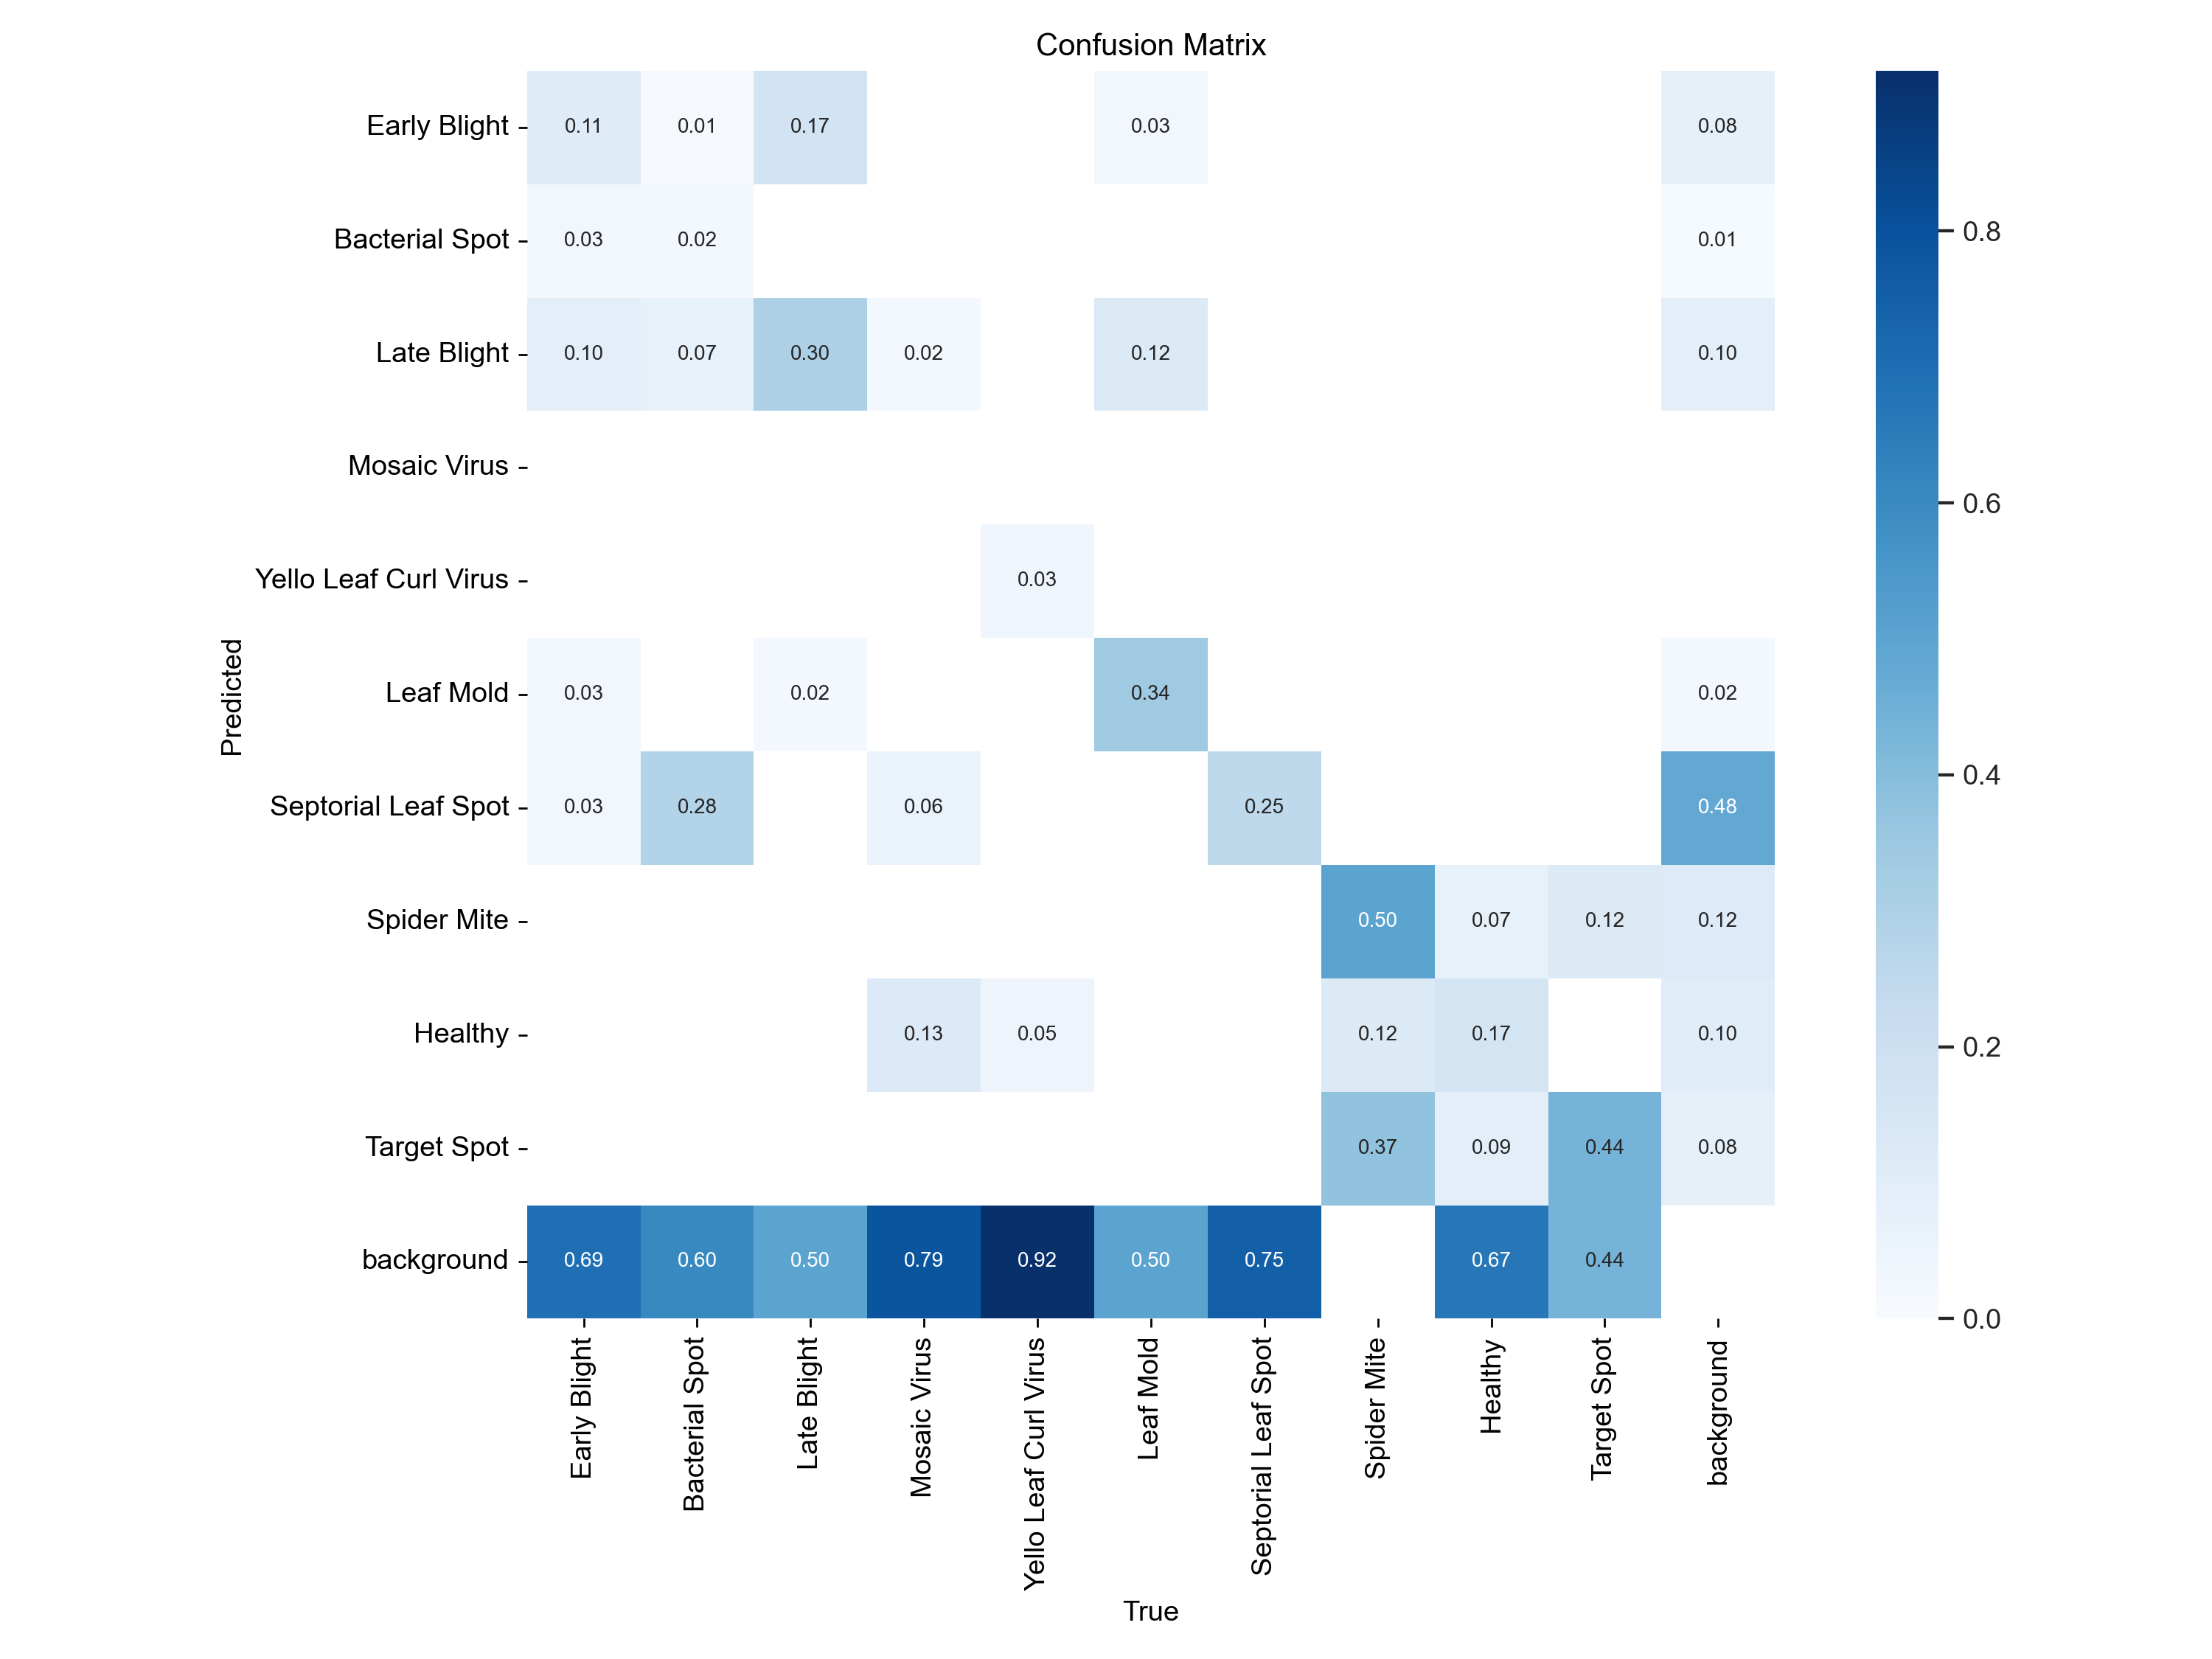 Confusion Matrix
Early Blight 0.11 0.01 0.17 0.03 0.08
Bacterial Spot 0.03 0.02 0.01
0.8
Late Blight 0.10 0.07 0.30 0.02 0.12 0.10
Mosaic Virus
0.6
Yello Leaf Curl Virus 0.03
Predicted
Leaf Mold 0.03 0.02 0.34 0.02
0.4
Septorial Leaf Spot 0.03 0.28 0.06 0.25 0.48
Spider Mite 0.50 0.07 0.12 0.12
Healthy 0.13 0.05 0.12 0.17 0.10
0.2
Target Spot 0.37 0.09 0.44 0.08
background 0.69 0.60 0.50 0.79 0.92 0.50 0.75 0.67 0.44
0.0
Early Blight
Bacterial Spot
Late Blight
Mosaic Virus
Yello Leaf Curl Virus
Leaf Mold
Septorial Leaf Spot
Spider Mite
Healthy
Target Spot
background
True